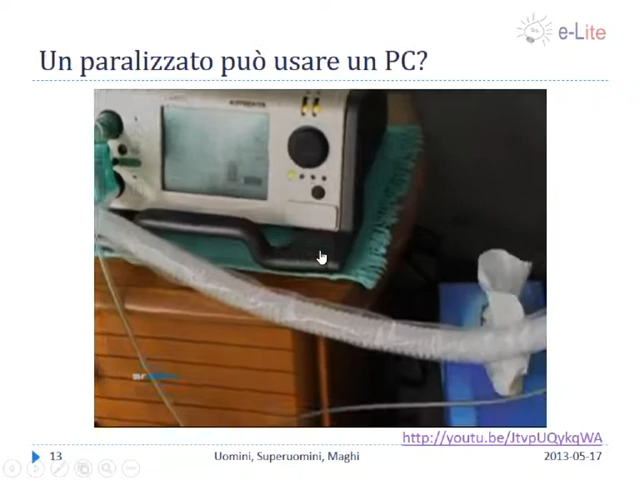 e-Lite
Un paralizzato può usare un PC?
http://youtu.be/JtvpUQykqWA
13
Uomini, Superuomini, Maghi
2013-05-17